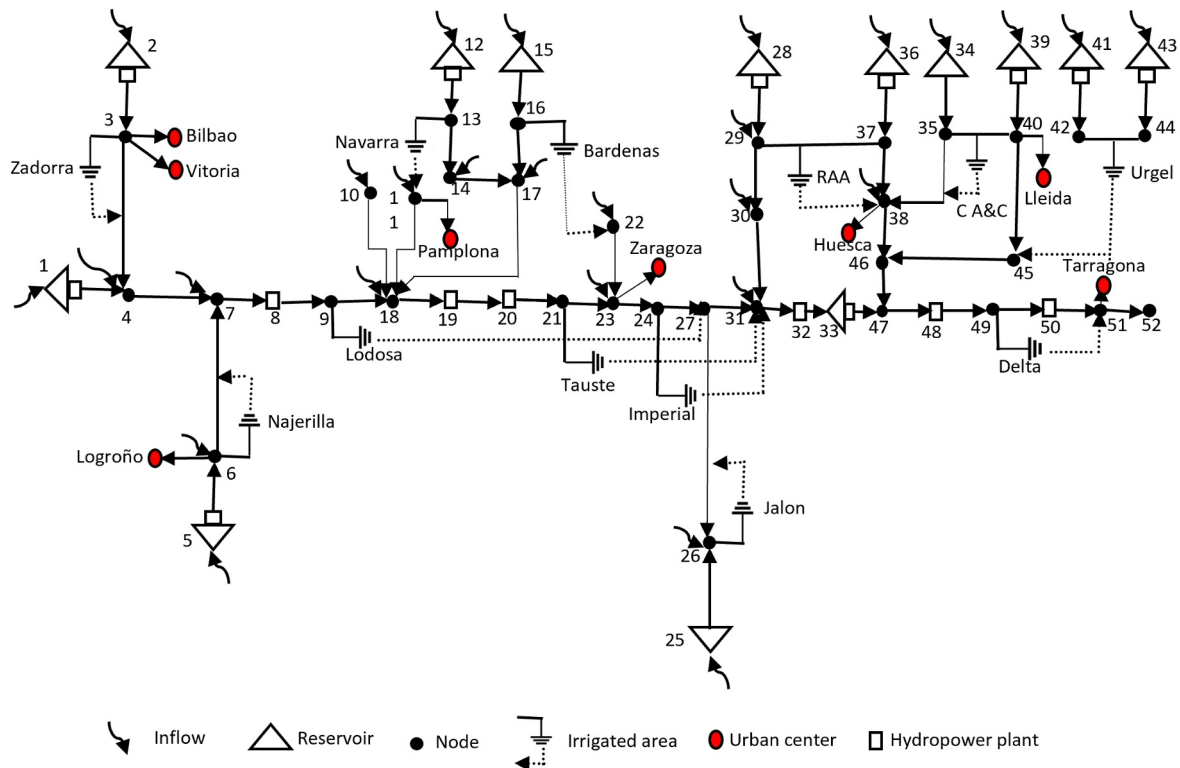 2
12
15
28
36
34
39
41
43
3
Bilbao
Vitoria
Zadorra
13
16
Navarra
Bardenas
29
37
35
40
42
44
RAA
C A&C
Lleida
Urgel
10
1
1
14
17
22
30
38
Huesca
Pamplona
Zaragoza
46
45
Tarragona
1
4
7
8
9
18
19
20
21
23
24
27
31
32
33
47
48
49
50
51
52
Lodosa
Tauste
Imperial
Delta
Najerilla
Logroño
6
5
Jalon
26
25
Inflow
Reservoir
Node
Irrigated area
Urban center
Hydropower plant